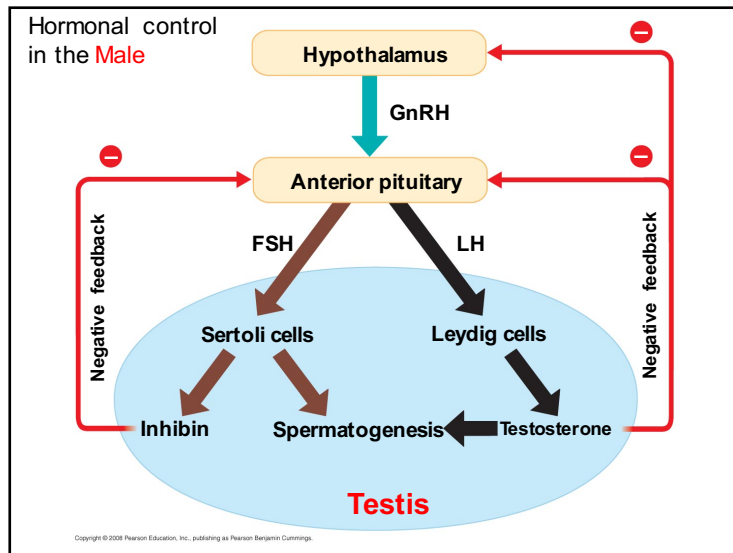 Hormonal control
in the Male
Hypothalamus
GnRH
Anterior pituitary
FSH
LH
Negative feedback
Negative feedback
Sertoli cells
Leydig cells
Inhibin
Spermatogenesis
Testosterone
Testis
Copyright © 2008 Pearson Education, Inc., publishing as Pearson Benjamin Cummings.